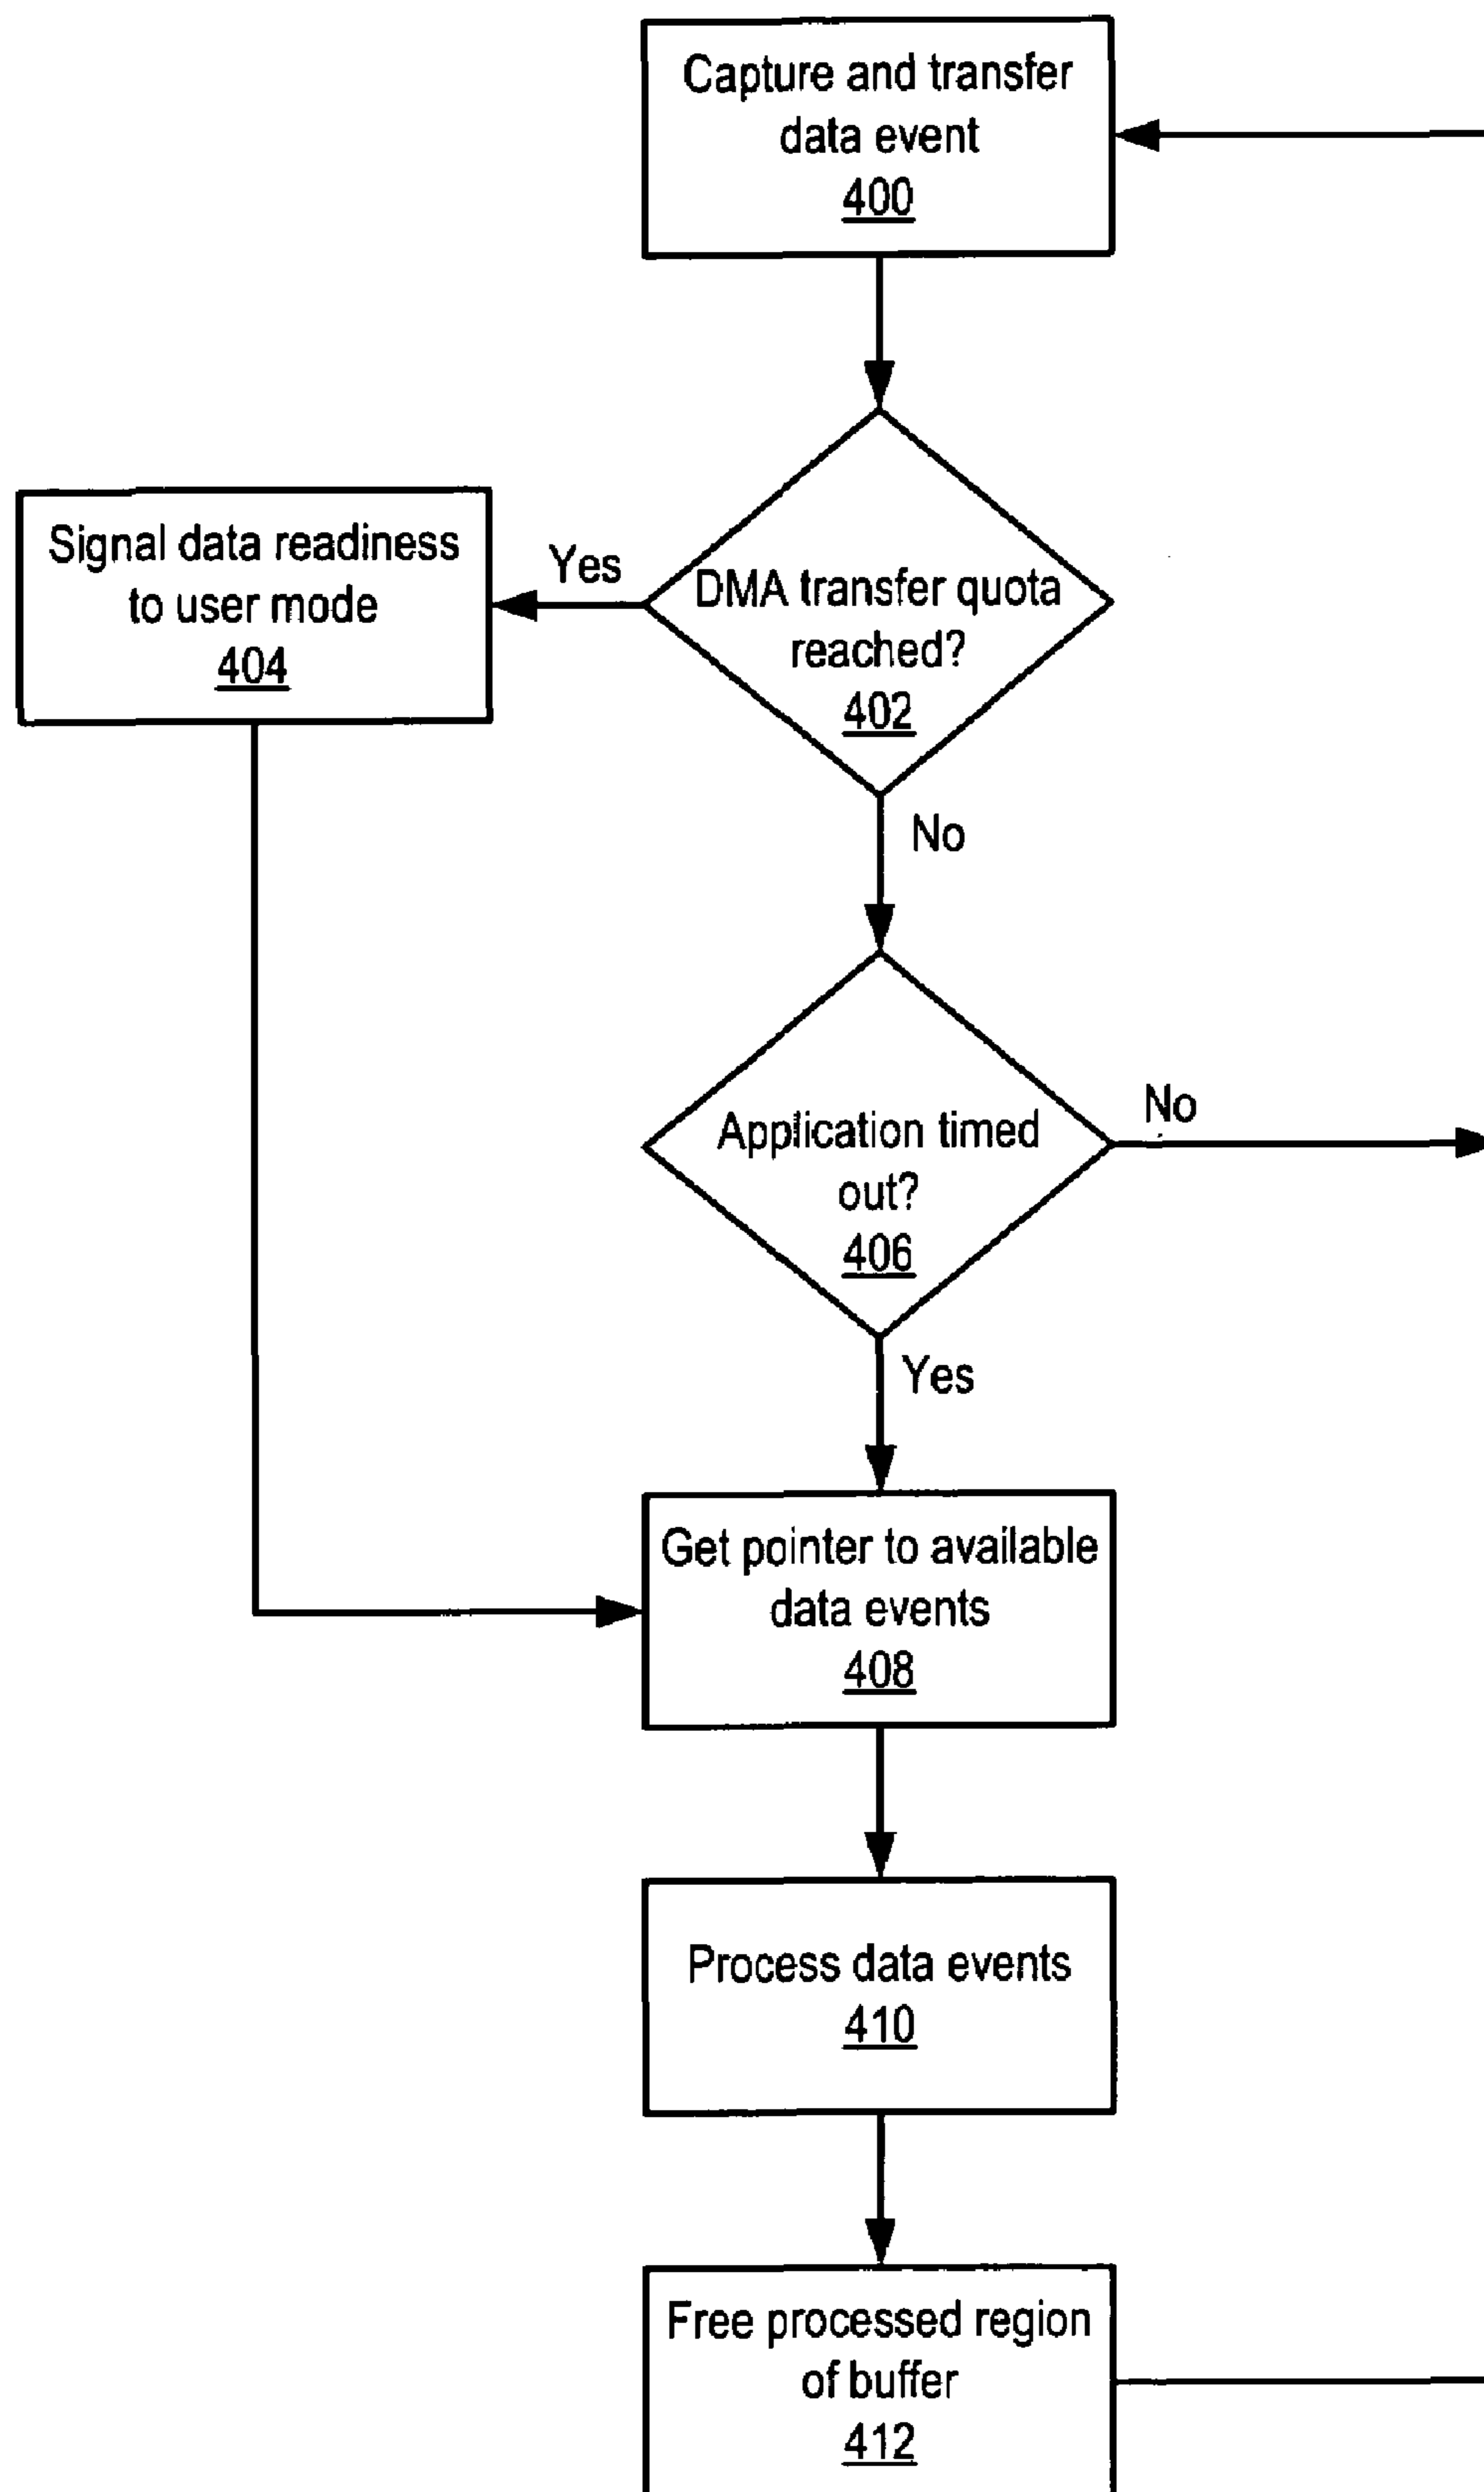 Capture and transfer
data event
400
Signal data readiness
to user mode
404
Yes
DMA transfer quota
reached?
402
No
Application timed
out?
406
No
Yes
Get pointer to available
data events
408
Process data events
410
Free processed region
of buffer
412